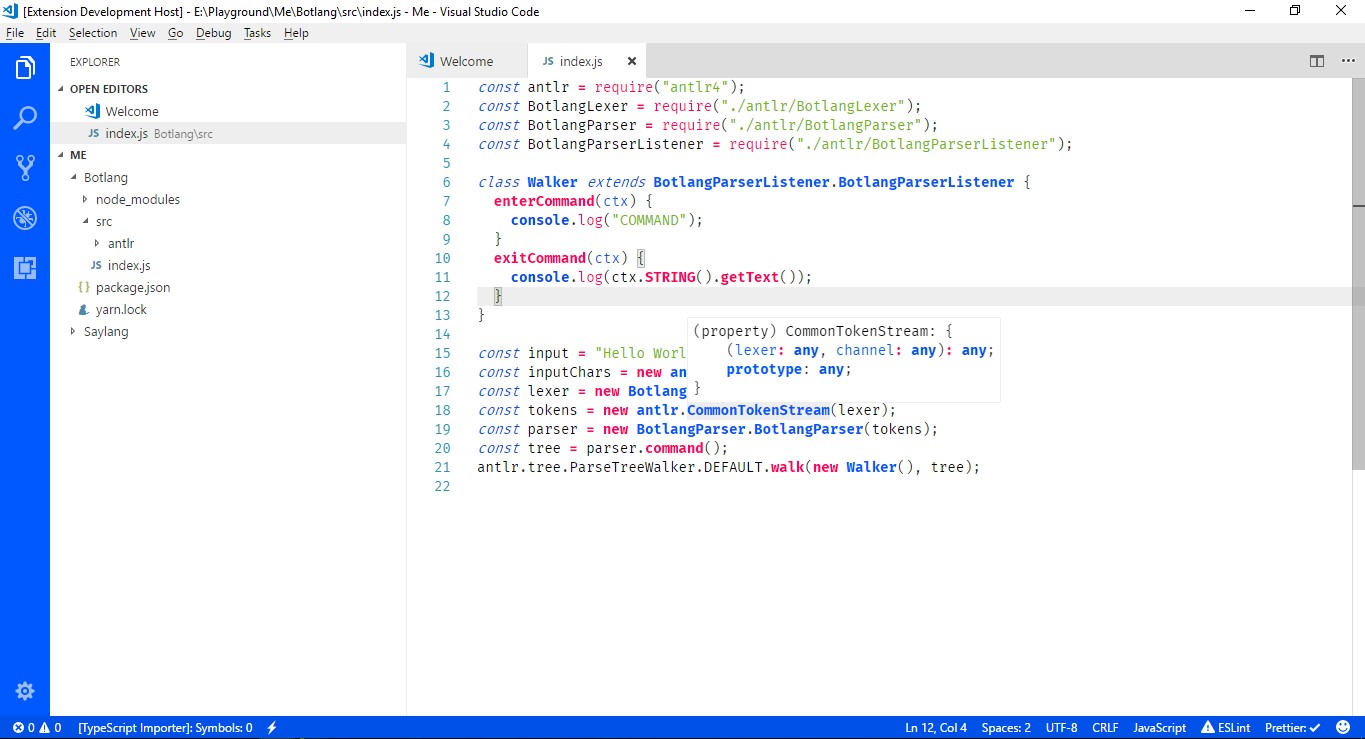 [Extension Development Host] - E:\Playground\Me\Botlang\src\index.js - Me - Visual Studio Code
File Edit Selection View Go Debug Tasks Help
EXPLORER
OPEN EDITORS
Welcome
JS index.js Botlang\src
ME
Botlang
node_modules
src
antlr
JS index.js
{} package.json
yarn.lock
Saylang
Welcome JS index.js
1 const antlr = require("antlr4");
2 const BotlangLexer = require("./antlr/BotlangLexer");
3 const BotlangParser = require("./antlr/BotlangParser");
4 const BotlangParserListener = require("./antlr/BotlangParserListener");
5
6 class Walker extends BotlangParserListener.BotlangParserListener {
7 enterCommand(ctx) {
8 console.log("COMMAND");
9 }
10 exitCommand(ctx) {
11 console.log(ctx.STRING().getText());
12 }
13 }
14
(property) CommonTokenStream: {
(lexer: any, channel: any): any;
prototype: any;
}
15 const input = "Hello Worl
16 const inputChars = new an
17 const lexer = new Botlang
18 const tokens = new antlr.CommonTokenStream(lexer);
19 const parser = new BotlangParser.BotlangParser(tokens);
20 const tree = parser.command();
21 antlr.tree.ParseTreeWalker.DEFAULT.walk(new Walker(), tree);
22
0 0 [TypeScript Importer]: Symbols: 0 Ln 12, Col 4 Spaces: 2 UTF-8 CRLF JavaScript ESLint Prettier: ✓